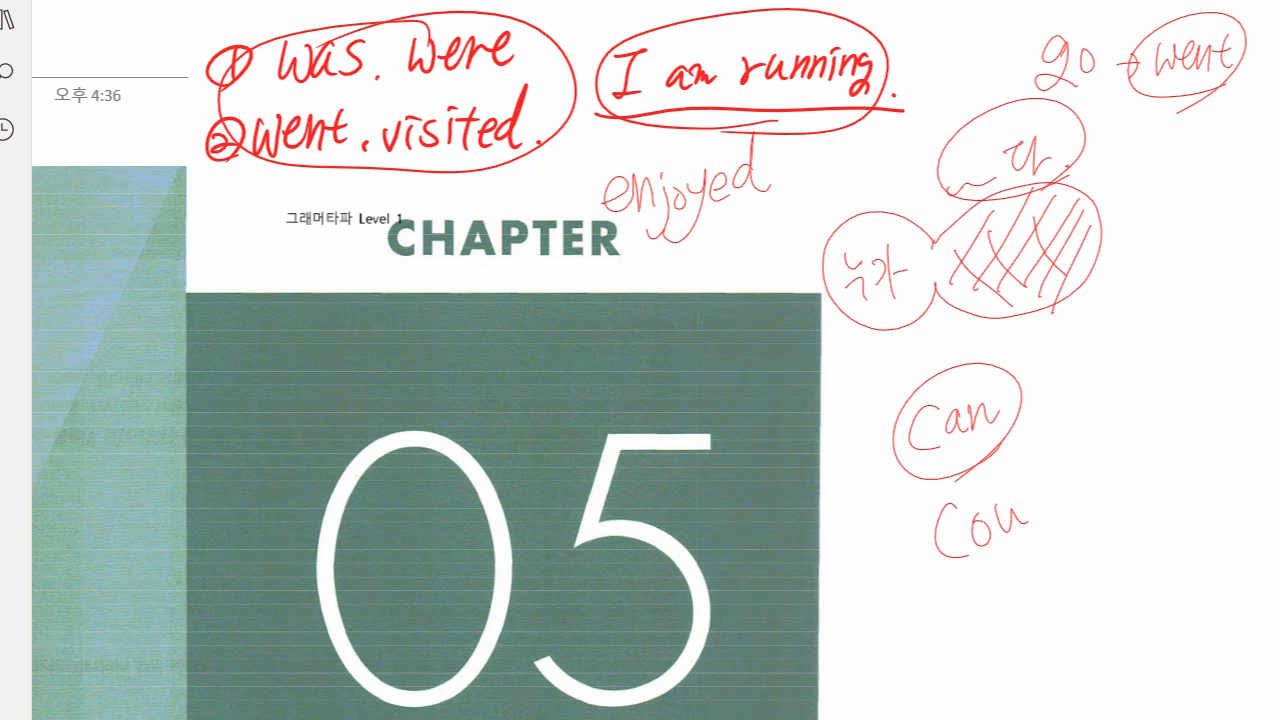 ① was. were
② went. visited.
I am running.
go → went
오후 4:36
enjoyed
~다.
누가
그래머타파 Level 1
CHAPTER
05
can
cou